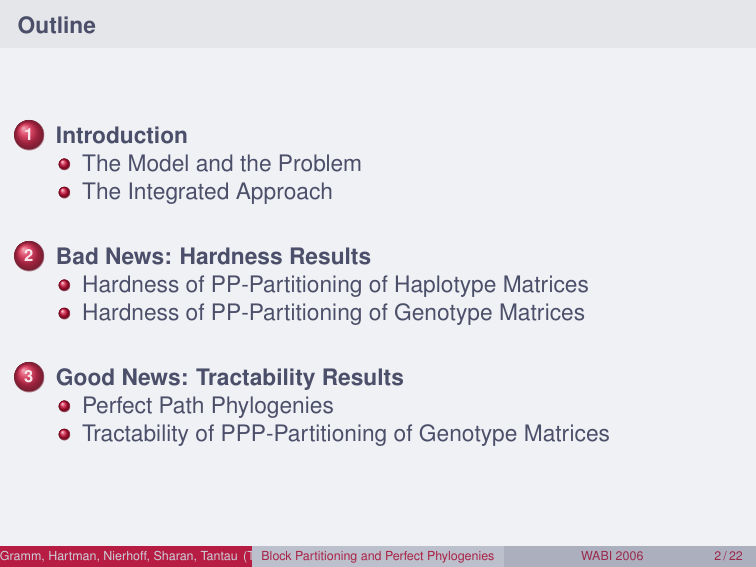 Outline
1 Introduction
The Model and the Problem
The Integrated Approach
2 Bad News: Hardness Results
Hardness of PP-Partitioning of Haplotype Matrices
Hardness of PP-Partitioning of Genotype Matrices
3 Good News: Tractability Results
Perfect Path Phylogenies
Tractability of PPP-Partitioning of Genotype Matrices
Gramm, Hartman, Nierhoff, Sharan, Tantau (T Block Partitioning and Perfect Phylogenies WABI 2006 2 / 22